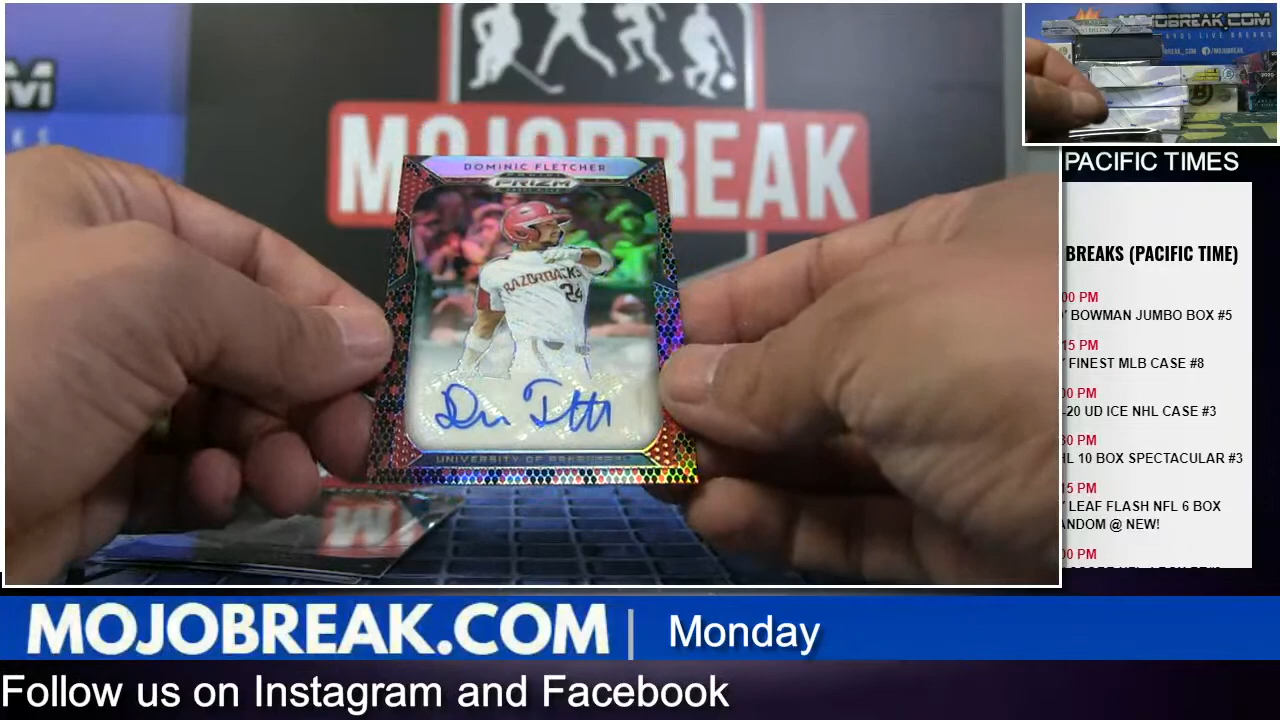 MOJOBREAK.COM
MOJOBREAK
DOMINIC FLETCHER
PANINI
PRIZM
RAZORBACKS
24
UNIVERSITY OF ARKANSAS
PACIFIC TIMES
BREAKS (PACIFIC TIME)
00 PM
BOWMAN JUMBO BOX #5
15 PM
FINEST MLB CASE #8
00 PM
-20 UD ICE NHL CASE #3
30 PM
HL 10 BOX SPECTACULAR #3
15 PM
LEAF FLASH NFL 6 BOX
ANDOM @ NEW!
00 PM
MOJOBREAK.COM | Monday
Follow us on Instagram and Facebook